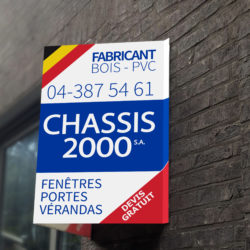 FABRICANT
BOIS - PVC
04-387 54 61
CHASSIS
2000 S.A.
FENÊTRES
PORTES
VÉRANDAS
DEVIS
GRATUIT